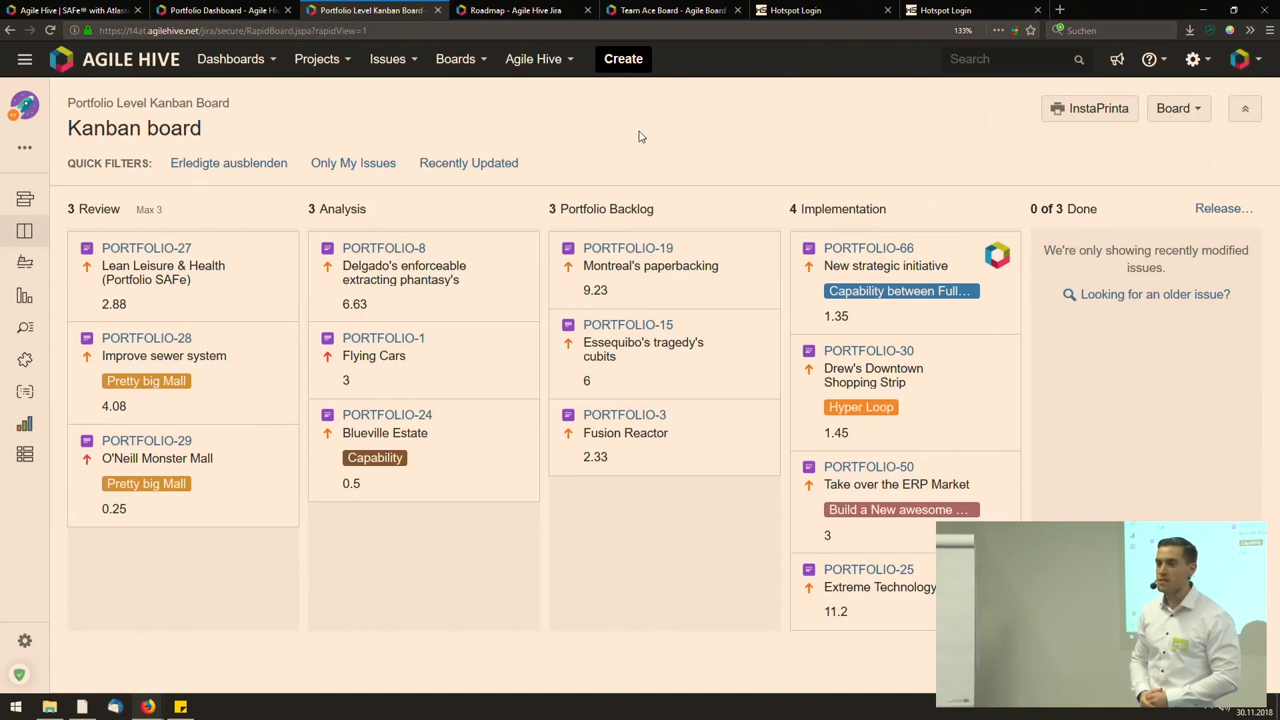 Agile Hive | SAFe® with Atlass
Portfolio Dashboard - Agile Hi
Portfolio Level Kanban Board -
Roadmap - Agile Hive Jira
Team Ace Board - Agile Board
Hotspot Login
Hotspot Login
https://t4at.agilehive.net/jira/secure/RapidBoard.jspa?rapidView=1
133%
Suchen
AGILE HIVE
Dashboards
Projects
Issues
Boards
Agile Hive
Create
Search
Portfolio Level Kanban Board
Kanban board
InstaPrinta
Board
QUICK FILTERS:
Erledigte ausblenden
Only My Issues
Recently Updated
3 Review Max 3
PORTFOLIO-27
Lean Leisure & Health
(Portfolio SAFe)
2.88
PORTFOLIO-28
Improve sewer system
Pretty big Mall
4.08
PORTFOLIO-29
O'Neill Monster Mall
Pretty big Mall
0.25
3 Analysis
PORTFOLIO-8
Delgado's enforceable
extracting phantasy's
6.63
PORTFOLIO-1
Flying Cars
3
PORTFOLIO-24
Blueville Estate
Capability
0.5
3 Portfolio Backlog
PORTFOLIO-19
Montreal's paperbacking
9.23
PORTFOLIO-15
Essequibo's tragedy's
cubits
6
PORTFOLIO-3
Fusion Reactor
2.33
4 Implementation
PORTFOLIO-66
New strategic initiative
Capability between Full…
1.35
PORTFOLIO-30
Drew's Downtown
Shopping Strip
Hyper Loop
1.45
PORTFOLIO-50
Take over the ERP Market
Build a New awesome …
3
PORTFOLIO-25
Extreme Technology
11.2
0 of 3 Done
Release…
We're only showing recently modified
issues.
Looking for an older issue?
30.11.2018